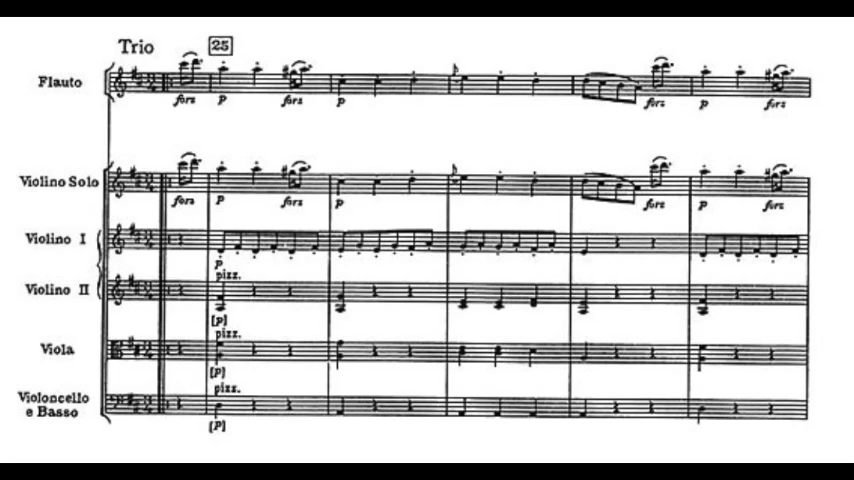 Trio 25
Flauto
forz p forz p forz p forz
Violino Solo
forz p forz p forz p forz
Violino I
p
pizz.
Violino II
[p]
pizz.
Viola
[p]
pizz.
Violoncello
e Basso
[p]